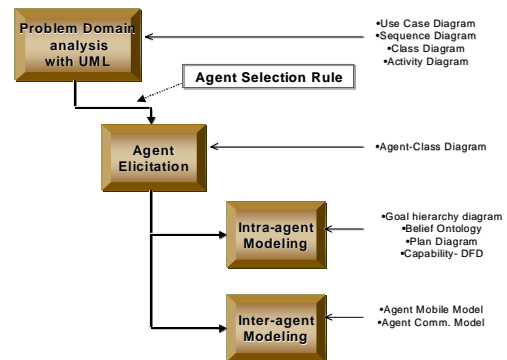 Problem Domain
analysis
with UML
•Use Case Diagram
•Sequence Diagram
•Class Diagram
•Activity Diagram
Agent Selection Rule
Agent
Elicitation
•Agent-Class Diagram
Intra-agent
Modeling
•Goal hierarchy diagram
•Belief Ontology
•Plan Diagram
•Capability- DFD
Inter-agent
Modeling
•Agent Mobile Model
•Agent Comm. Model